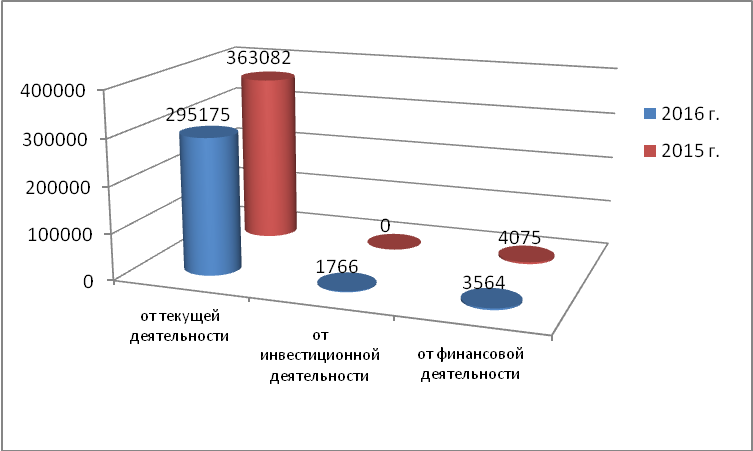 363082
400000
295175
2016 г.
300000
2015 г.
200000
0
100000
4075
1766
3564
0
от текущей
деятельности
от
инвестиционной
деятельности
от финансовой
деятельности